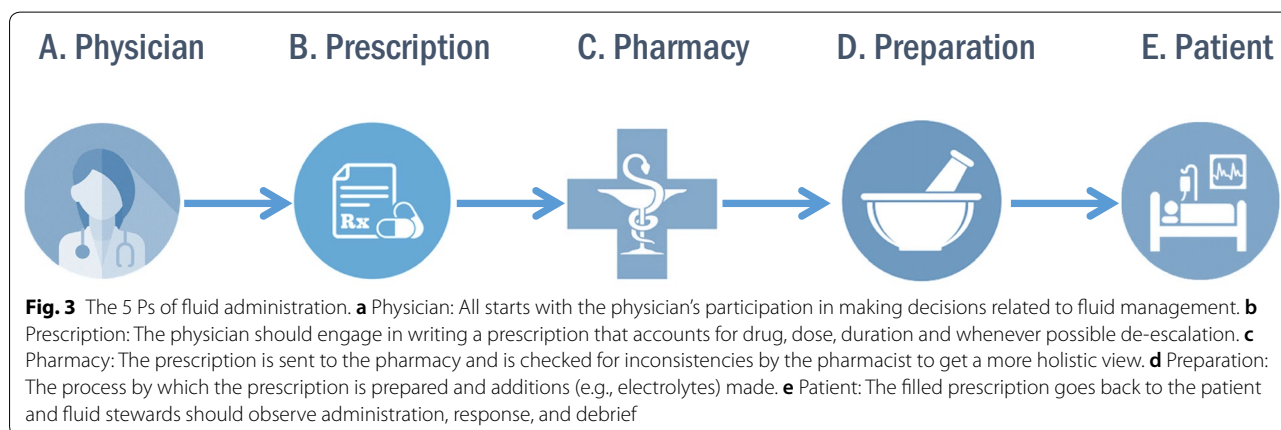 A. Physician B. Prescription C. Pharmacy D. Preparation E. Patient
Rx
Fig. 3 The 5 Ps of fluid administration. a Physician: All starts with the physician's participation in making decisions related to fluid management. b
Prescription: The physician should engage in writing a prescription that accounts for drug, dose, duration and whenever possible de-escalation. c
Pharmacy: The prescription is sent to the pharmacy and is checked for inconsistencies by the pharmacist to get a more holistic view. d Preparation:
The process by which the prescription is prepared and additions (e.g., electrolytes) made. e Patient: The filled prescription goes back to the patient
and fluid stewards should observe administration, response, and debrief